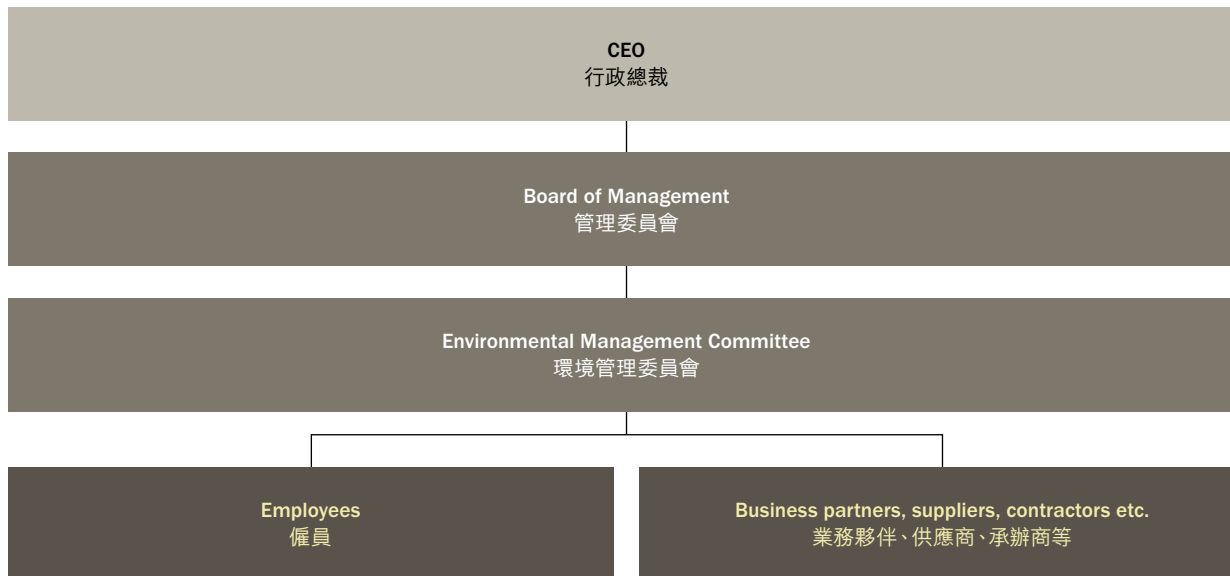 CEO
行政總裁
Board of Management
管理委員會
Environmental Management Committee
環境管理委員會
Employees
僱員
Business partners, suppliers, contractors etc.
業務夥伴、供應商、承辦商等